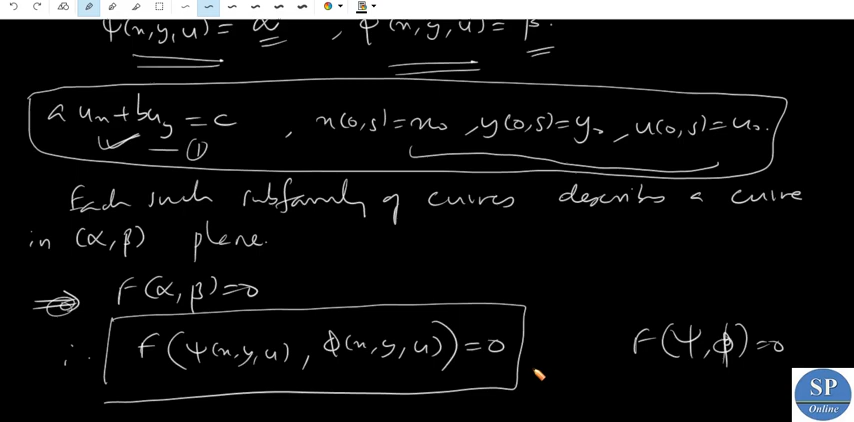 ψ(x,y,u) = α , φ(x,y,u) = β.
a uₓ + b u_y = c , x(0,s) = x₀ , y(0,s) = y₀ , u(0,s) = u₀.
— ①
Each such subfamily of curves describes a curve
in (α, β) plane.
⇒ F(α, β) = 0
∴ F(ψ(x,y,u), φ(x,y,u)) = 0 F(ψ, φ) = 0
SP
Online